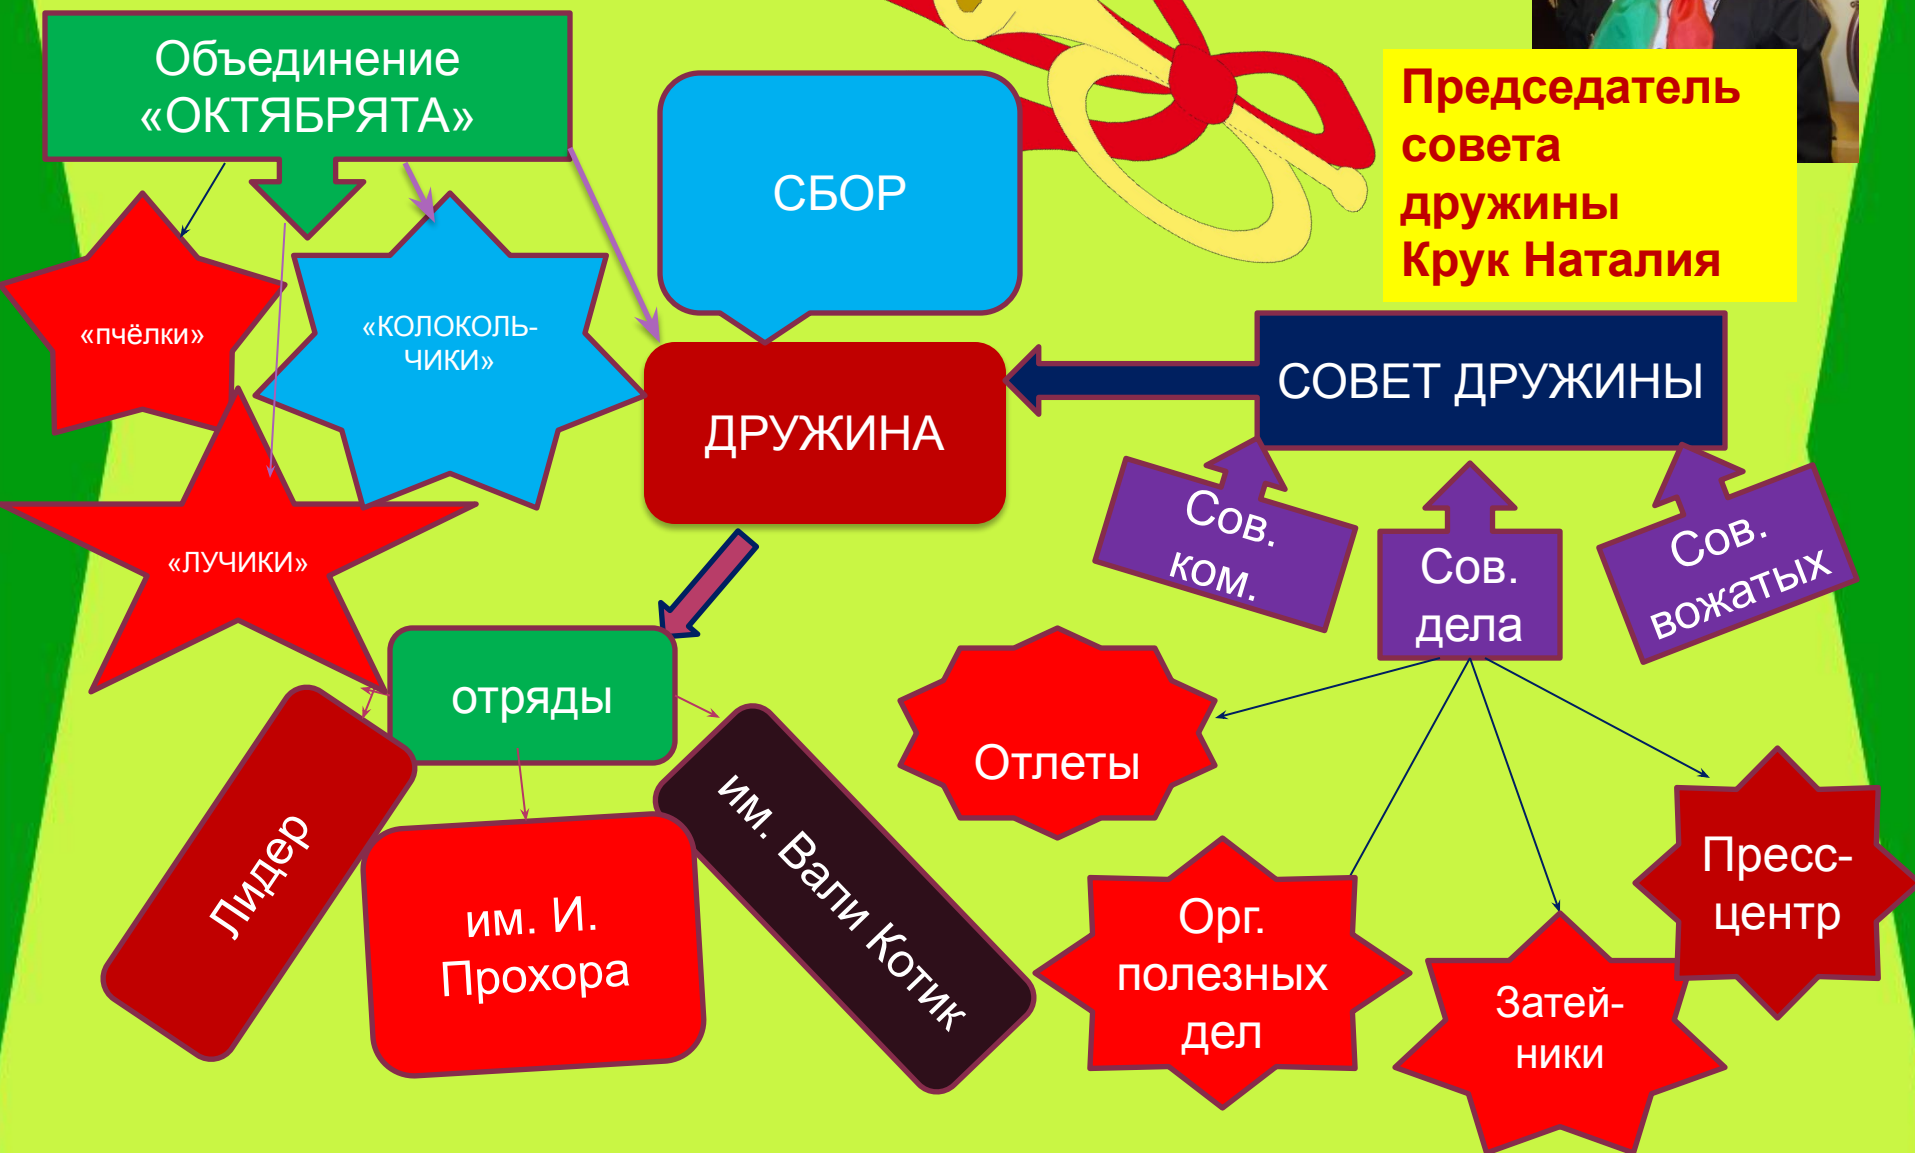 Объединение
«ОКТЯБРЯТА»
СБОР
Председатель
совета
дружины
Крук Наталия
«пчёлки»
«КОЛОКОЛЬ-
ЧИКИ»
«ЛУЧИКИ»
ДРУЖИНА
СОВЕТ ДРУЖИНЫ
Сов.
ком.
Сов.
дела
Сов.
вожатых
отряды
Лидер
им. И.
Прохора
им. Вали Котик
Отлеты
Орг.
полезных
дел
Затей-
ники
Пресс-
центр